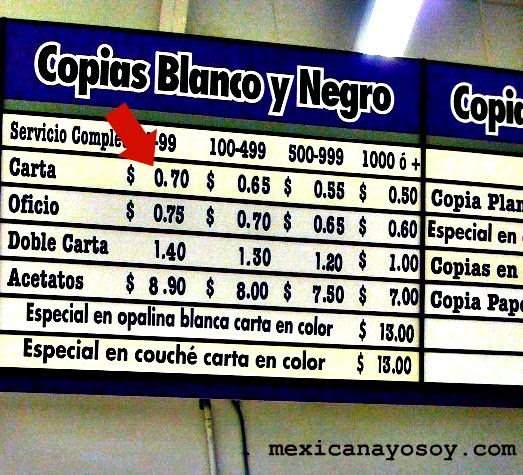 Copias Blanco y Negro
Servicio -99 100-499 500-999 1000 ó +
Carta $ 0.70 $ 0.65 $ 0.55 $ 0.50
Oficio $ 0.75 $ 0.70 $ 0.65 $ 0.60
Doble Carta 1.40 1.30 1.20 $ 1.00
Acetatos $ 8.90 $ 8.00 $ 7.50 $ 7.00
Especial en opalina blanca carta en color $ 13.00
Especial en couché carta en color $ 13.00
Copi
Copia Plan
Especial en
Copias en
Copia Pape
mexicanayosoy.com